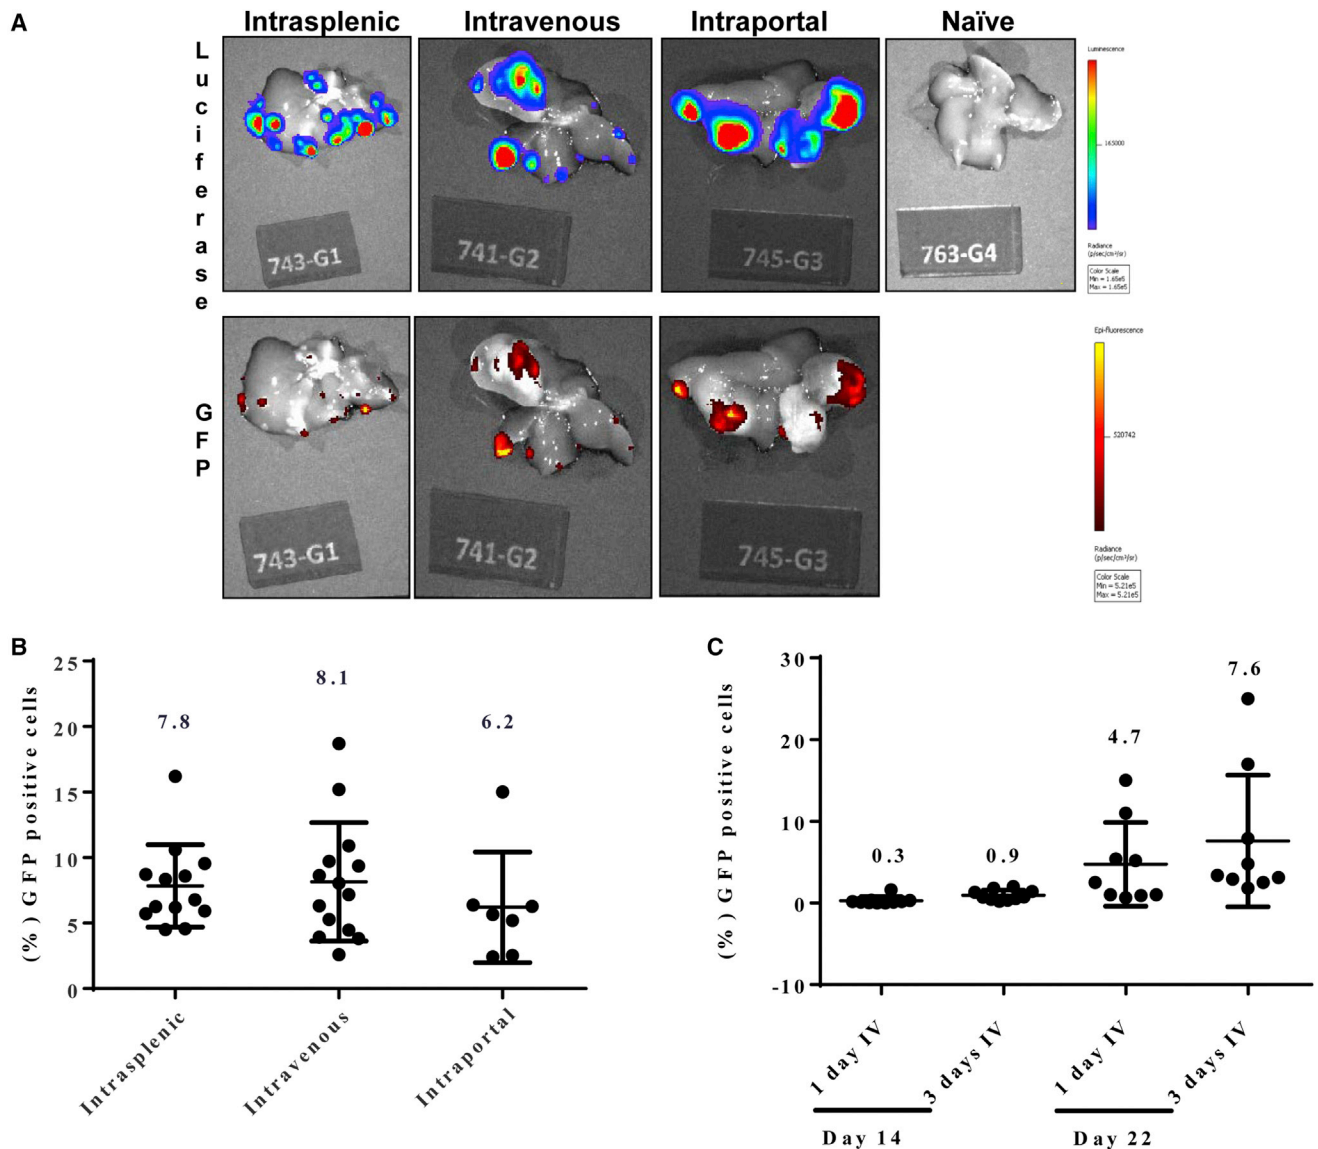 A
Intrasplenic
Intravenous
Intraportal
Naïve
Luciferase
743-G1
741-G2
745-G3
763-G4
Luminescence
163000
Radiance
(p/sec/cm²/sr)
Color Scale
Min = 1.65e5
Max = 1.65e5
GFP
743-G1
741-G2
745-G3
Epi-fluorescence
520742
Radiance
(p/sec/cm²/sr)
Color Scale
Min = 5.21e5
Max = 5.21e5
B
(%) GFP positive cells
25
20
15
10
5
0
7.8
8.1
6.2
Intrasplenic
Intravenous
Intraportal
C
(%) GFP positive cells
30
20
10
0
-10
0.3
0.9
4.7
7.6
1 day IV
3 days IV
1 day IV
3 days IV
Day 14
Day 22